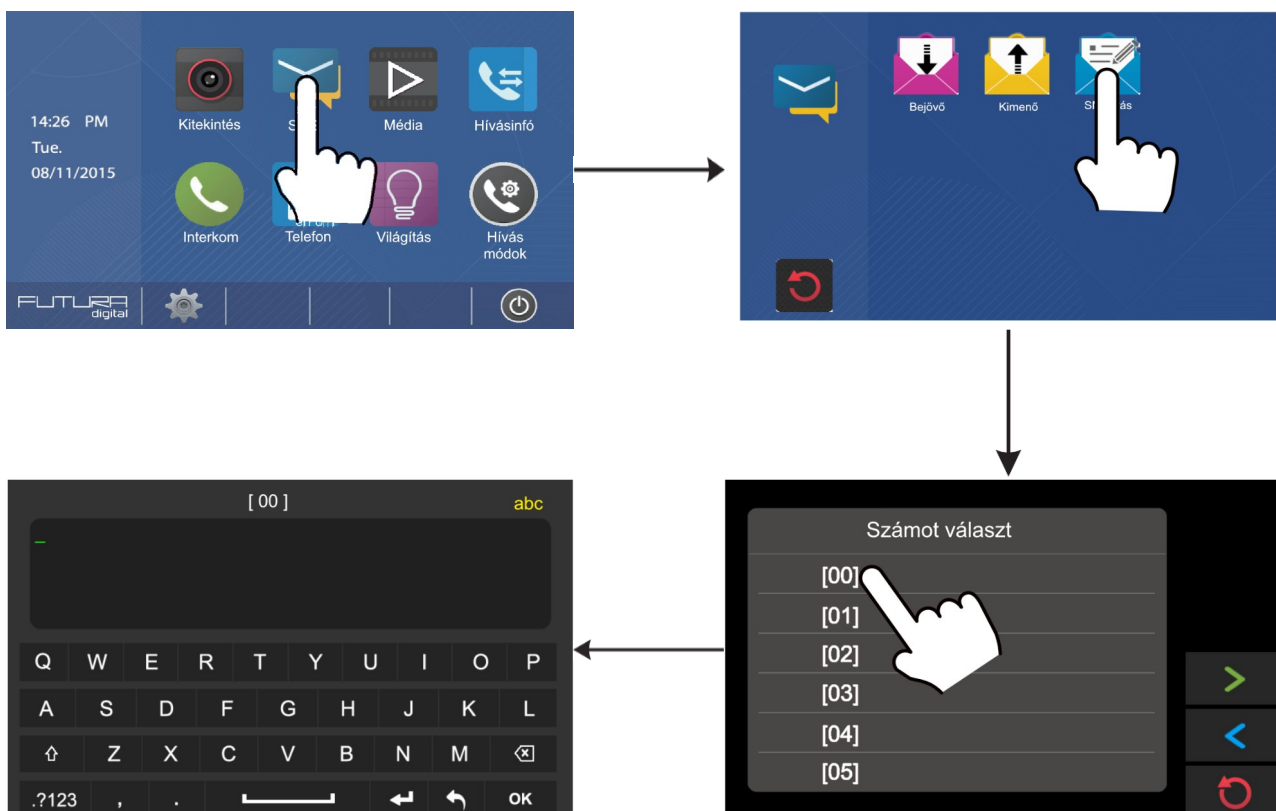 14:26 PM
Tue.
08/11/2015
Kitekintés
Média
Hívásinfó
Interkom
Telefon
Világítás
Hívás
módok
FUTURA
digital
Bejövő
Kimenő
[ 00 ]
abc
Q W E R T Y U I O P
A S D F G H J K L
Z X C V B N M
.?123 , . OK
Számot választ
[00]
[01]
[02]
[03]
[04]
[05]